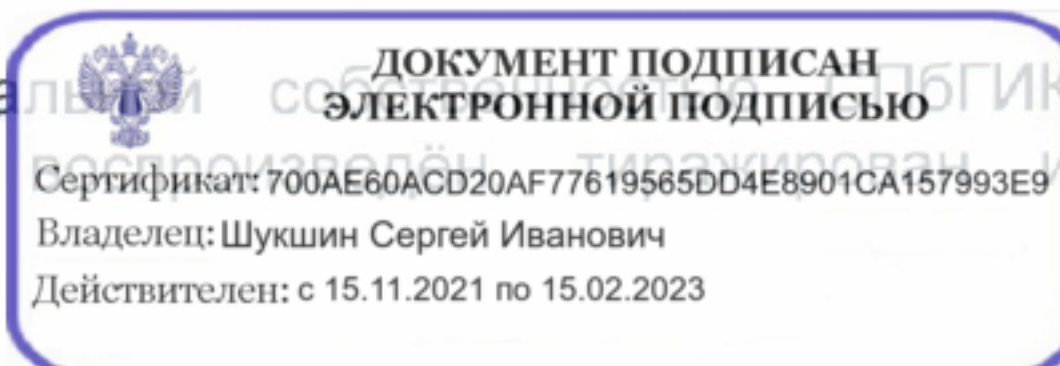 ДОКУМЕНТ ПОДПИСАН
ЭЛЕКТРОННОЙ ПОДПИСЬЮ
Сертификат: 700AE60ACD20AF77619565DD4E8901CA157993E9
Владелец: Шукшин Сергей Иванович
Действителен: с 15.11.2021 по 15.02.2023